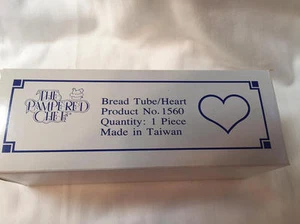 THE
PAMPERED
CHEF
Bread Tube/Heart
Product No. 1560
Quantity: 1 Piece
Made in Taiwan